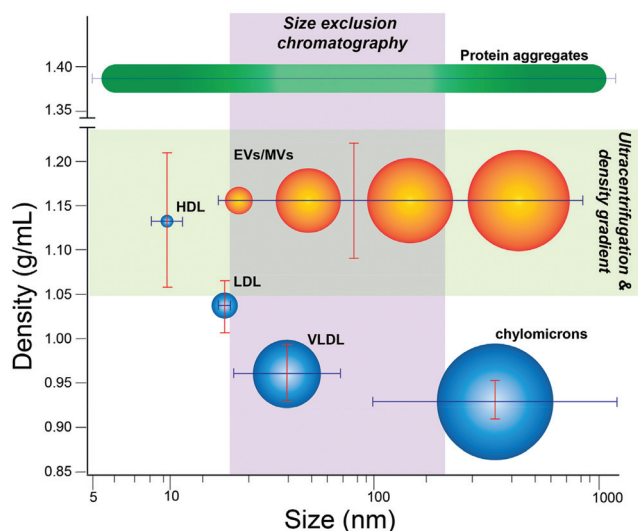 Size exclusion
chromatography
Protein aggregates
1.40
1.35
EVs/MVs
1.20
HDL
1.15
1.10
Ultracentrifugation &
density gradient
LDL
1.05
1.00
VLDL
chylomicrons
0.95
0.90
0.85
Density (g/mL)
5
10
100
1000
Size (nm)